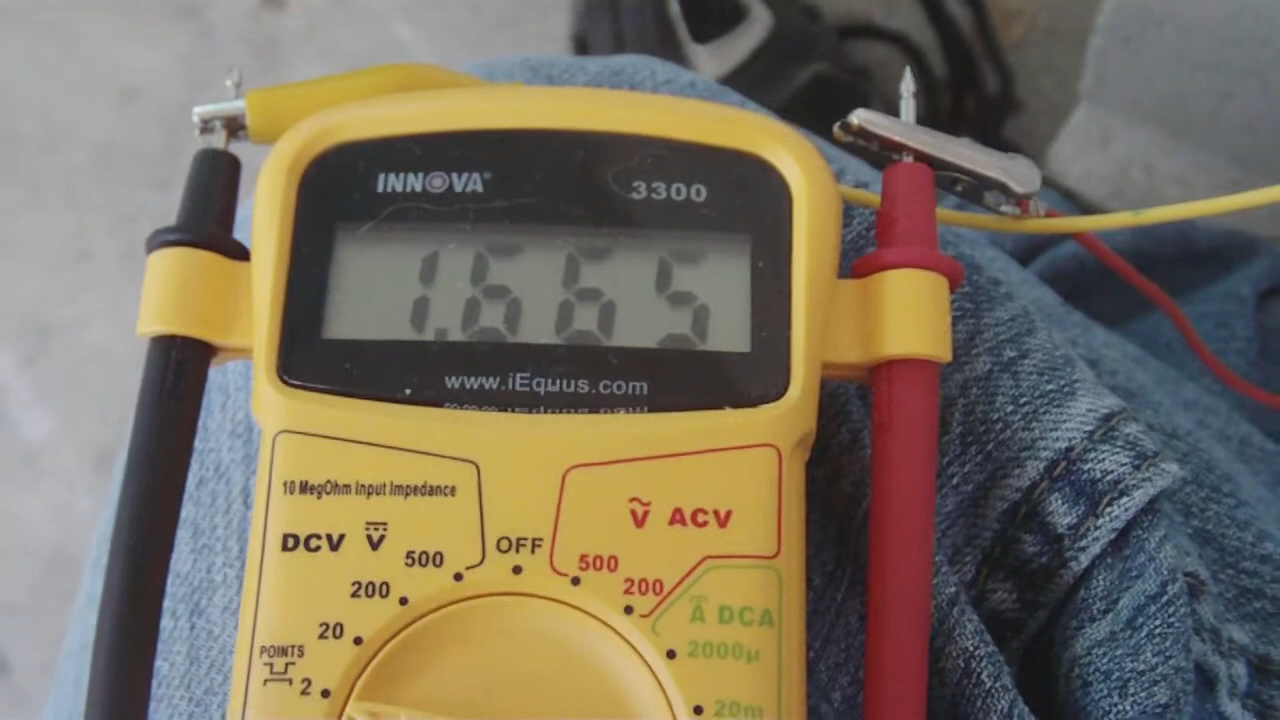 INNOVA®
3300
1.665
www.iEquus.com
10 MegOhm Input Impedance
DCV V
OFF
V ACV
500
500
200
200
A DCA
20
2000µ
POINTS
2
20m